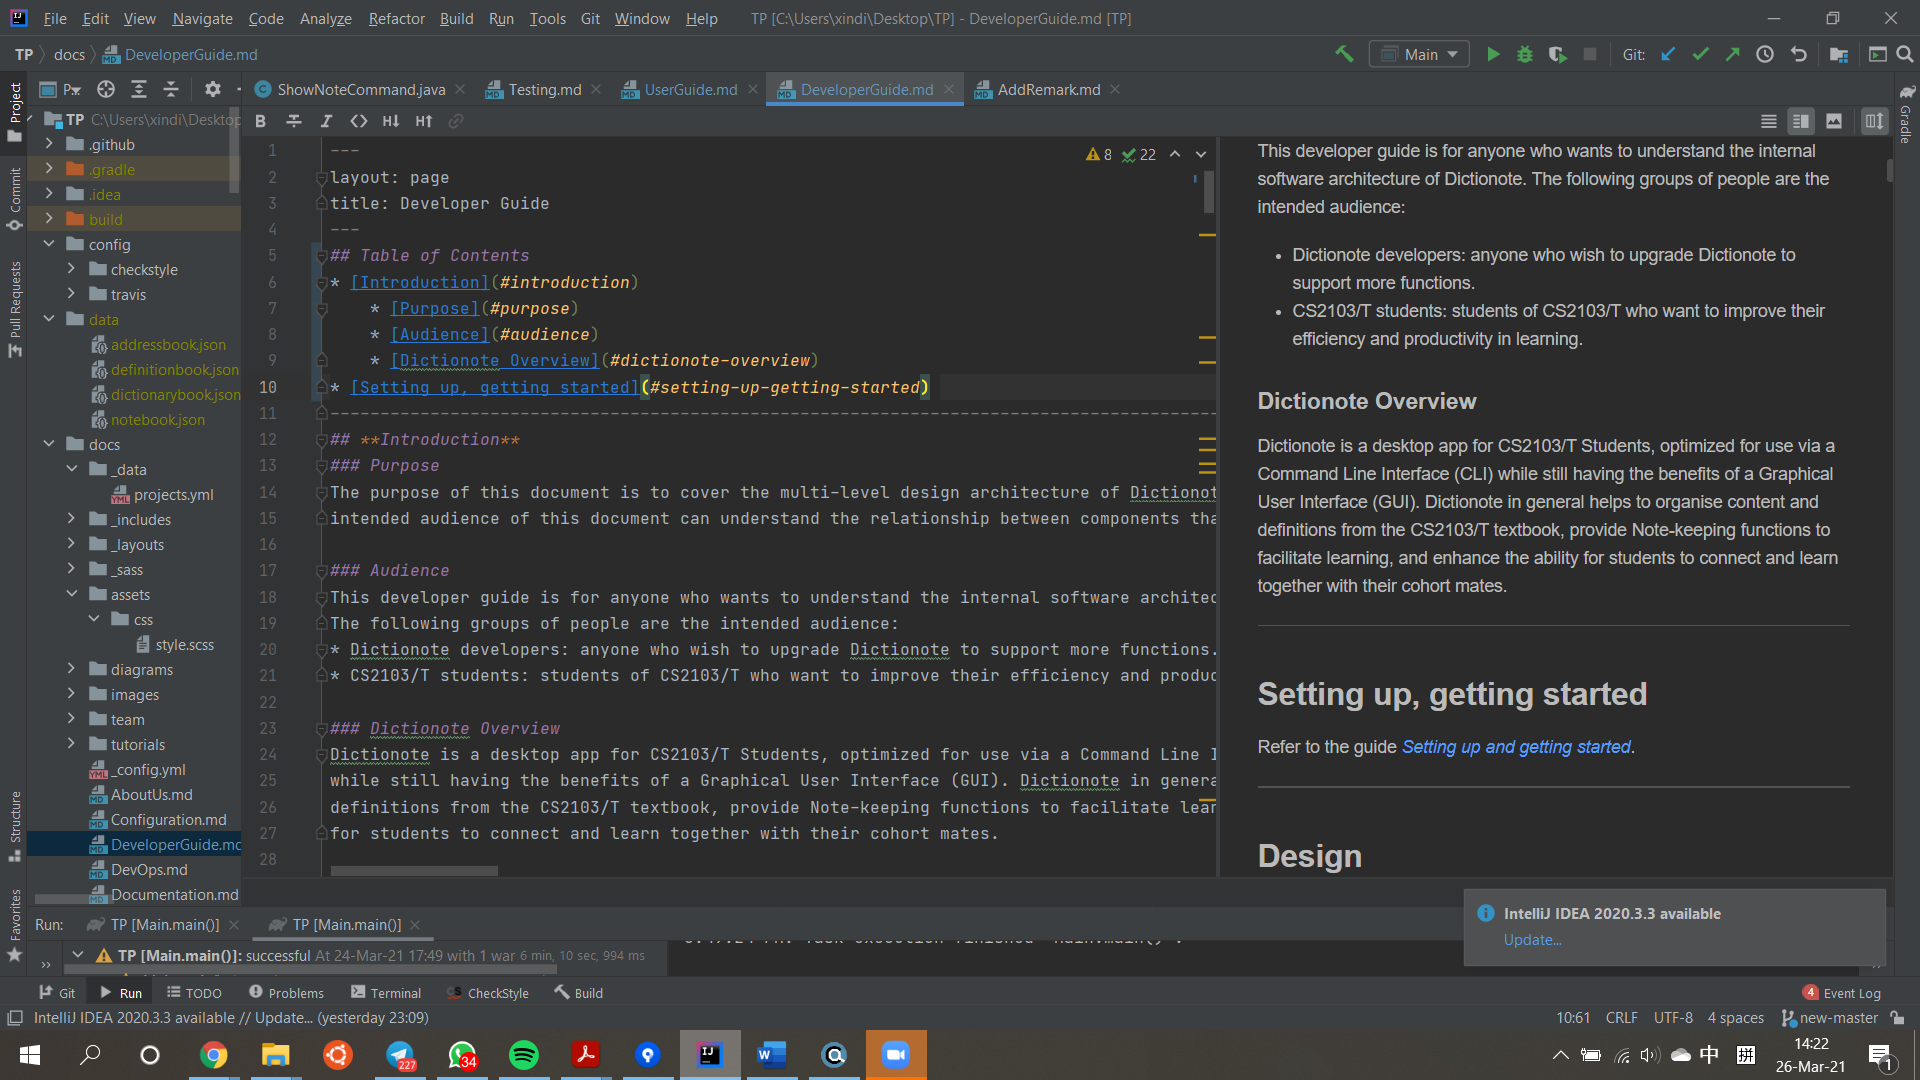 File Edit View Navigate Code Analyze Refactor Build Run Tools Git Window Help TP [C:\Users\xindi\Desktop\TP] - DeveloperGuide.md [TP]
TP docs DeveloperGuide.md
Main
Git:
P...
ShowNoteCommand.java Testing.md UserGuide.md DeveloperGuide.md AddRemark.md
Project
Commit
Pull Requests
Structure
Favorites
Gradle
TP C:\Users\xindi\Desktop
.github
.gradle
.idea
build
config
checkstyle
travis
data
addressbook.json
definitionbook.json
dictionarybook.json
notebook.json
docs
_data
projects.yml
_includes
_layouts
_sass
assets
css
style.scss
diagrams
images
team
tutorials
_config.yml
AboutUs.md
Configuration.md
DeveloperGuide.md
DevOps.md
Documentation.md
8 22
1 ---
2 layout: page
3 title: Developer Guide
4 ---
5 ## Table of Contents
6 * [Introduction](#introduction)
7 * [Purpose](#purpose)
8 * [Audience](#audience)
9 * [Dictionote Overview](#dictionote-overview)
10 * [Setting up, getting started](#setting-up-getting-started)
11 ----------------------------------------------------------------------------------------
12 ## **Introduction**
13 ### Purpose
14 The purpose of this document is to cover the multi-level design architecture of Dictionot
15 intended audience of this document can understand the relationship between components tha
16
17 ### Audience
18 This developer guide is for anyone who wants to understand the internal software architec
19 The following groups of people are the intended audience:
20 * Dictionote developers: anyone who wish to upgrade Dictionote to support more functions.
21 * CS2103/T students: students of CS2103/T who want to improve their efficiency and produc
22
23 ### Dictionote Overview
24 Dictionote is a desktop app for CS2103/T Students, optimized for use via a Command Line I
25 while still having the benefits of a Graphical User Interface (GUI). Dictionote in genera
26 definitions from the CS2103/T textbook, provide Note-keeping functions to facilitate lear
27 for students to connect and learn together with their cohort mates.
28
This developer guide is for anyone who wants to understand the internal
software architecture of Dictionote. The following groups of people are the
intended audience:
• Dictionote developers: anyone who wish to upgrade Dictionote to
support more functions.
• CS2103/T students: students of CS2103/T who want to improve their
efficiency and productivity in learning.
Dictionote Overview
Dictionote is a desktop app for CS2103/T Students, optimized for use via a
Command Line Interface (CLI) while still having the benefits of a Graphical
User Interface (GUI). Dictionote in general helps to organise content and
definitions from the CS2103/T textbook, provide Note-keeping functions to
facilitate learning, and enhance the ability for students to connect and learn
together with their cohort mates.
Setting up, getting started
Refer to the guide Setting up and getting started.
Design
IntelliJ IDEA 2020.3.3 available
Update...
Run: TP [Main.main()] TP [Main.main()]
TP [Main.main()]: successful At 24-Mar-21 17:49 with 1 war 6 min, 10 sec, 994 ms
Git Run TODO Problems Terminal CheckStyle Build 4 Event Log
IntelliJ IDEA 2020.3.3 available // Update... (yesterday 23:09) 10:61 CRLF UTF-8 4 spaces new-master
227 34 中 拼 14:22
26-Mar-21 1